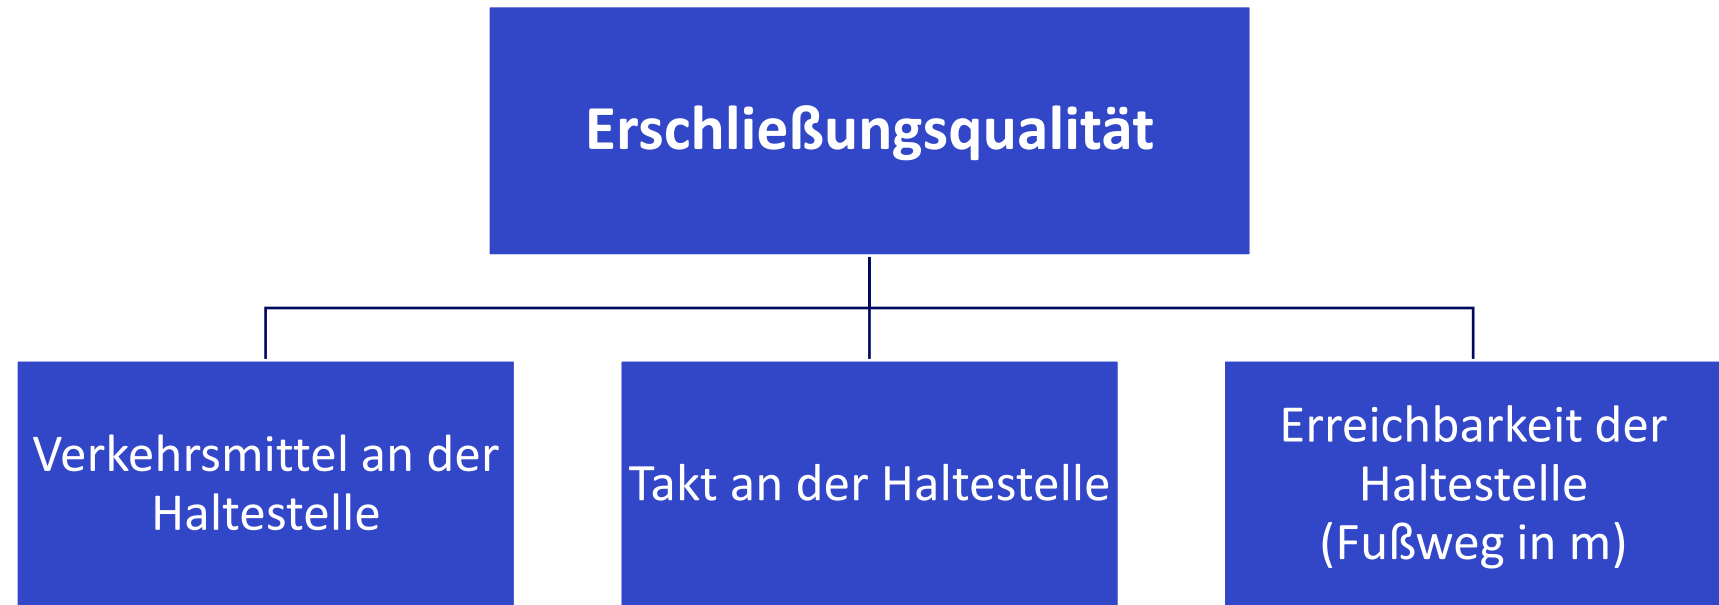 Erschließungsqualität
Verkehrsmittel an der
Haltestelle
Takt an der Haltestelle
Erreichbarkeit der
Haltestelle
(Fußweg in m)